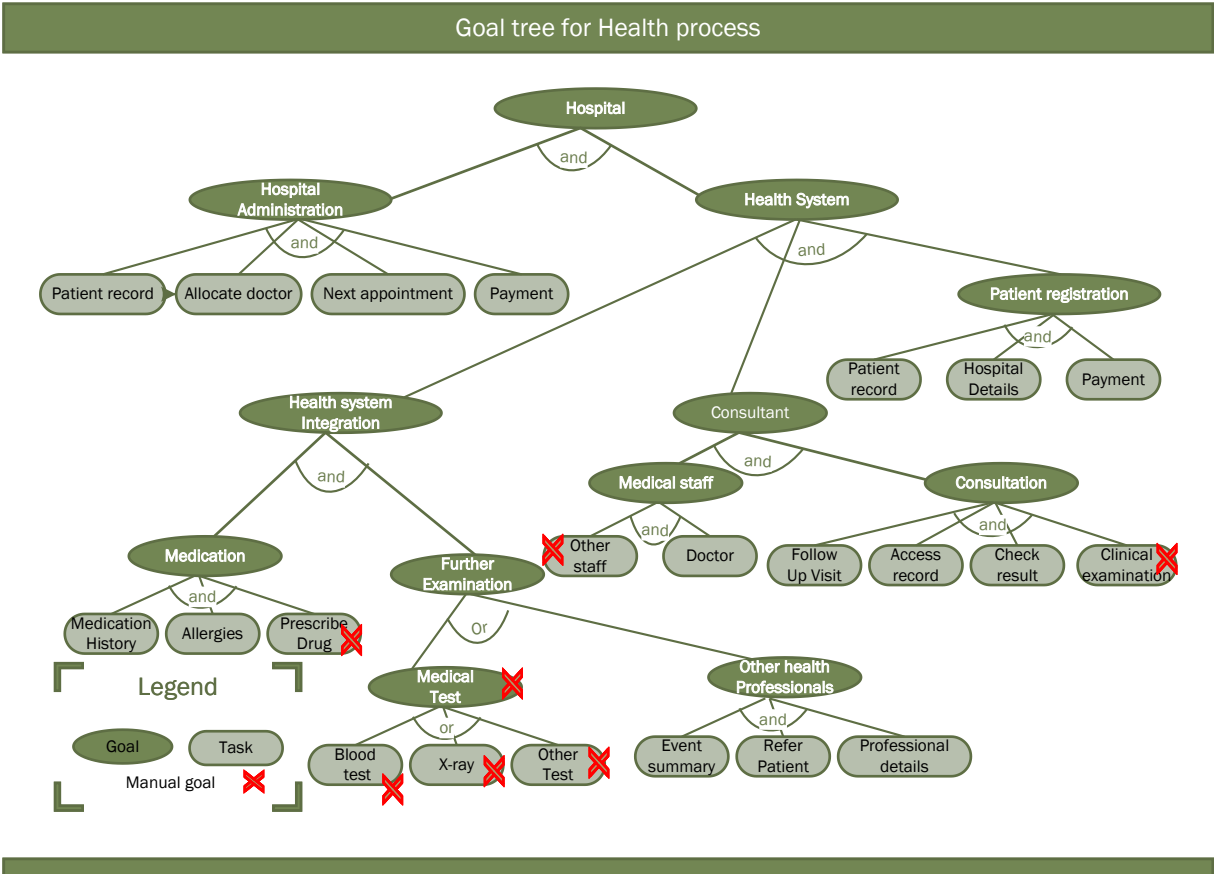 Goal tree for Health process
Hospital
and
Hospital
Administration
Health System
and
and
Patient record
Allocate doctor
Next appointment
Payment
Patient registration
and
Patient
record
Hospital
Details
Payment
Health system
Integration
Consultant
and
and
Medical staff
Consultation
and
and
Other
staff
Doctor
Follow
Up Visit
Access
record
Check
result
Clinical
examination
Medication
Further
Examination
and
Medication
History
Allergies
Prescribe
Drug
Or
Medical
Test
Other health
Professionals
or
and
Blood
test
X-ray
Other
Test
Event
summary
Refer
Patient
Professional
details
Legend
Goal
Task
Manual goal